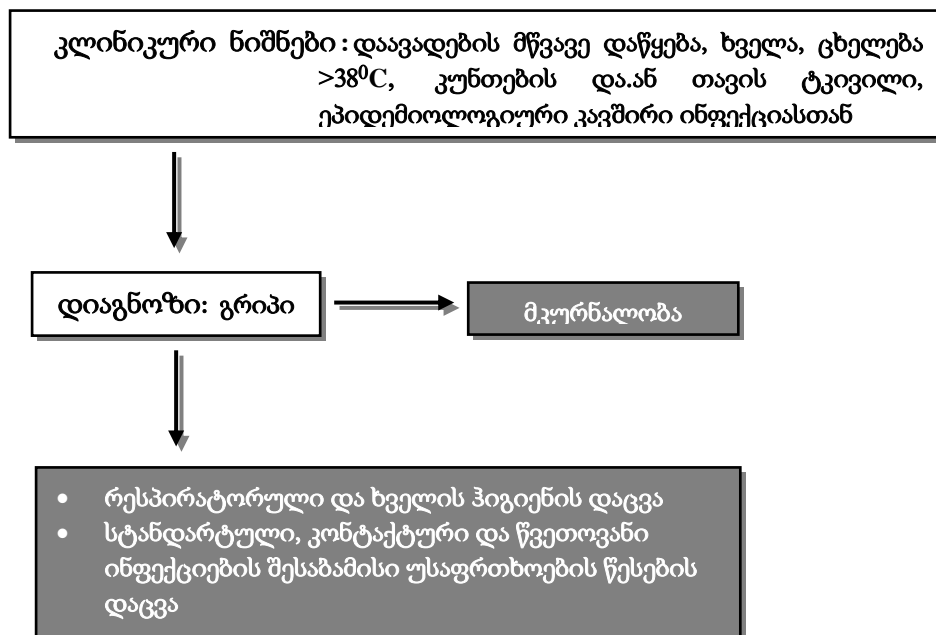 კლინიკური ნიშნები : დაავადების მწვავე დაწყება, ხველა, ცხელება
>38⁰C, კუნთების და.ან თავის ტკივილი,
ეპიდემიოლოგიური კავშირი ინფექციასთან
დიაგნოზი: გრიპი
მკურნალობა
• რესპირატორული და ხველის ჰიგიენის დაცვა
• სტანდარტული, კონტაქტური და წვეთოვანი
ინფექციების შესაბამისი უსაფრთხოების წესების
დაცვა